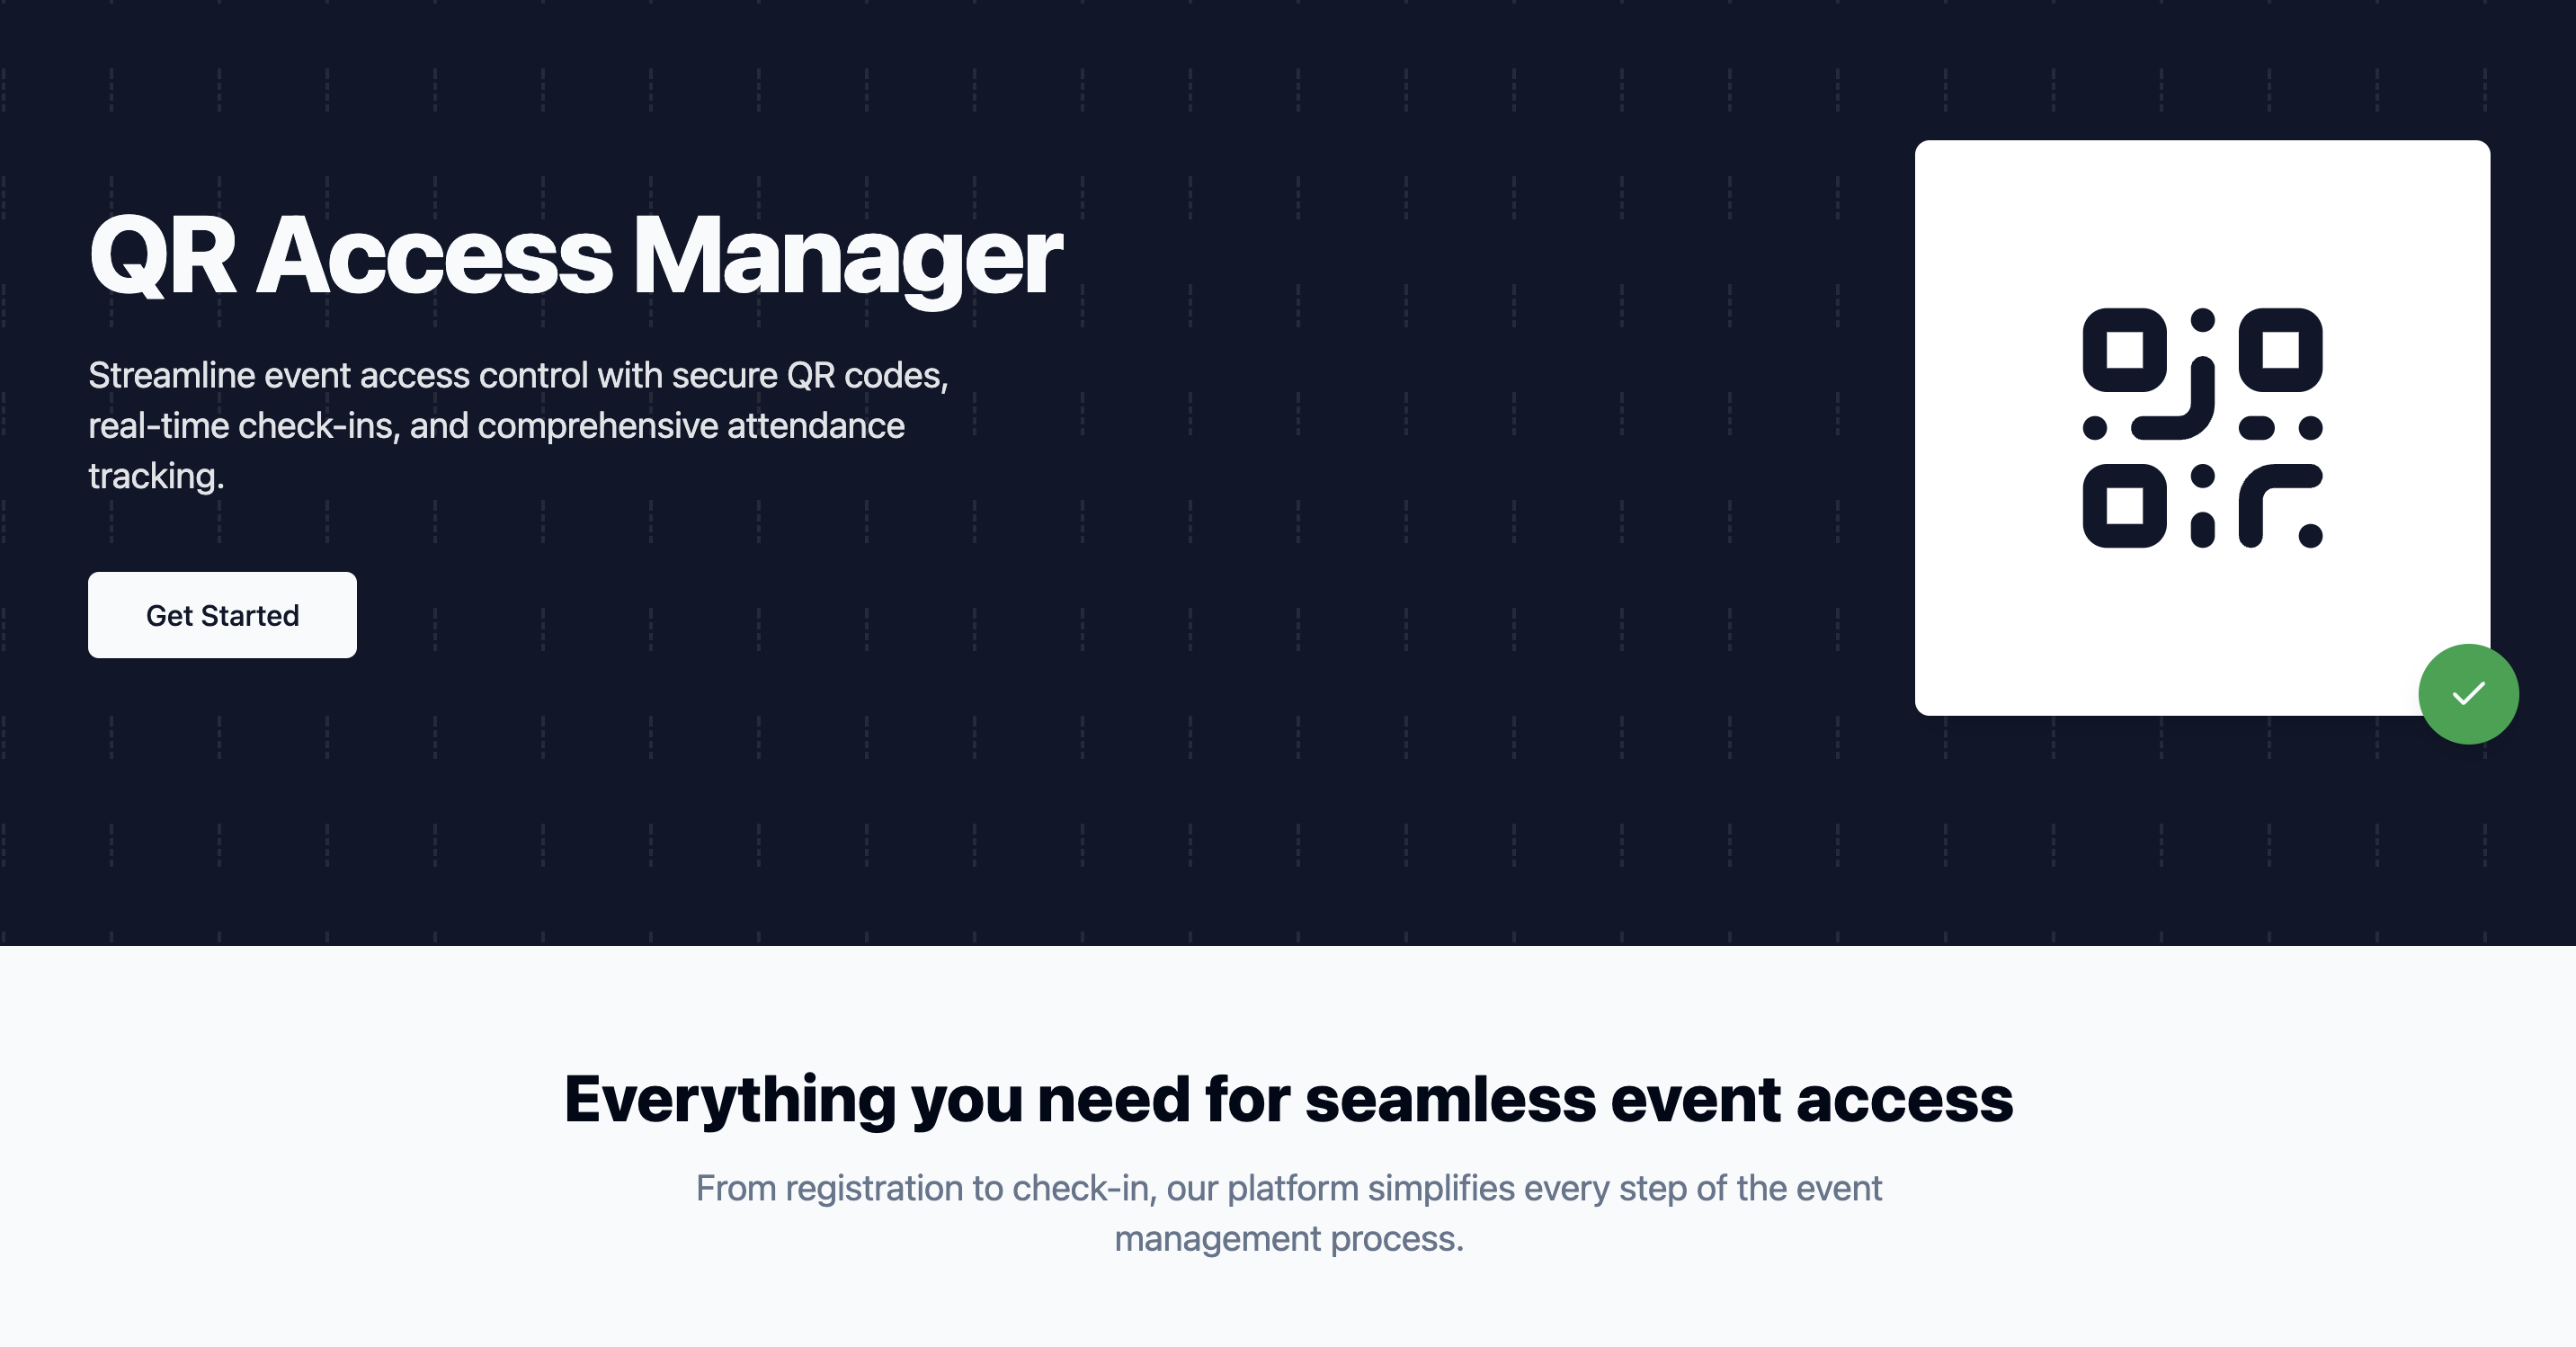 QR Access Manager
Streamline event access control with secure QR codes,
real-time check-ins, and comprehensive attendance
tracking.
Get Started
Everything you need for seamless event access
From registration to check-in, our platform simplifies every step of the event
management process.